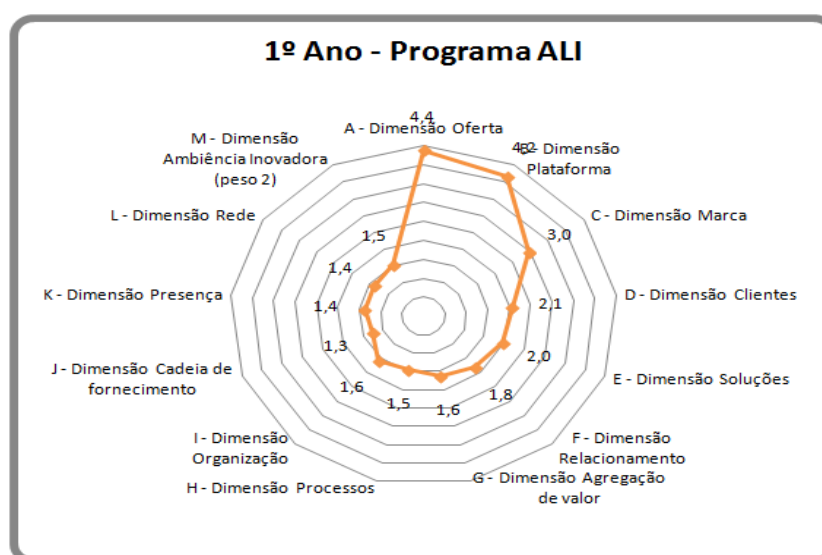 1º Ano - Programa ALI
4,4
A - Dimensão Oferta
4,2
B - Dimensão
Plataforma
3,0
C - Dimensão Marca
2,1
D - Dimensão Clientes
2,0
E - Dimensão Soluções
1,8
F - Dimensão
Relacionamento
1,6
G - Dimensão Agregação
de valor
1,5
H - Dimensão Processos
1,6
I - Dimensão
Organização
1,3
J - Dimensão Cadeia de
fornecimento
1,4
K - Dimensão Presença
1,4
L - Dimensão Rede
1,5
M - Dimensão
Ambiência Inovadora
(peso 2)